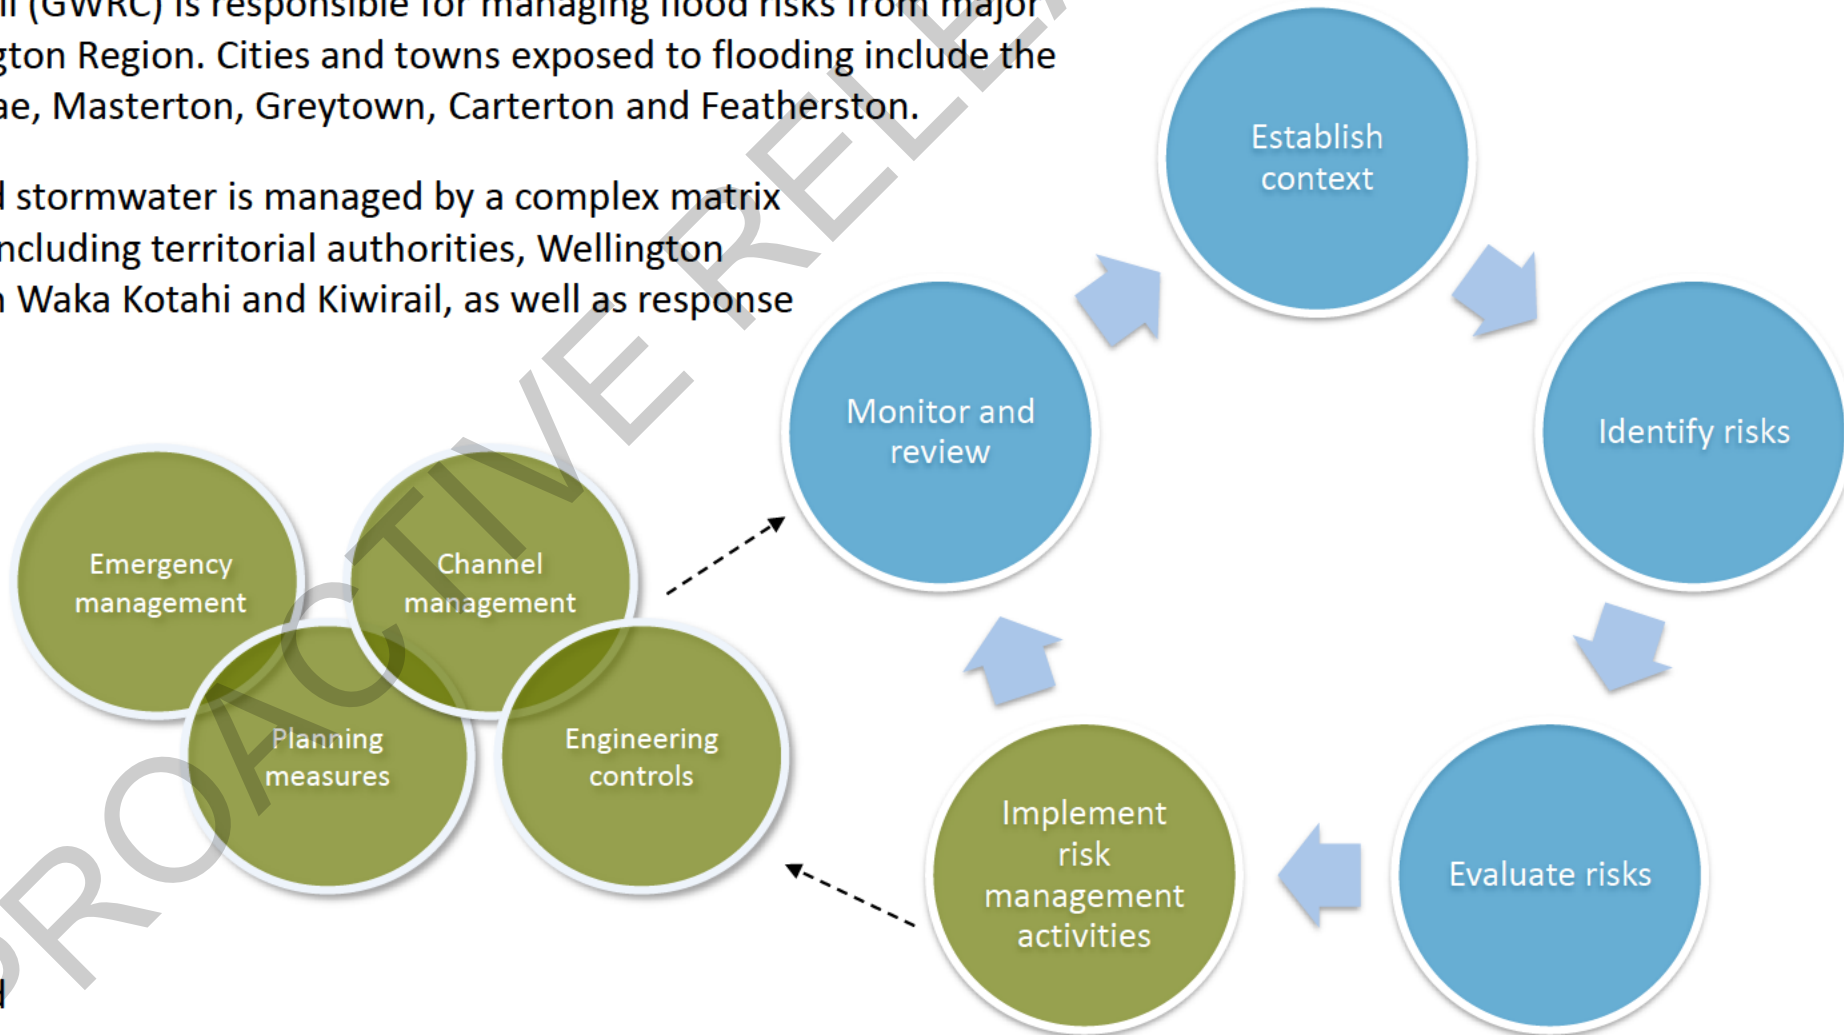 il (GWRC) is responsible for managing flood risks from major
gton Region. Cities and towns exposed to flooding include the
ae, Masterton, Greytown, Carterton and Featherston.
d stormwater is managed by a complex matrix
ncluding territorial authorities, Wellington
n Waka Kotahi and Kiwirail, as well as response
Establish
context
Identify risks
Evaluate risks
Implement
risk
management
activities
Monitor and
review
Emergency
management
Channel
management
Planning
measures
Engineering
controls
d
PROACTIVE RELEA